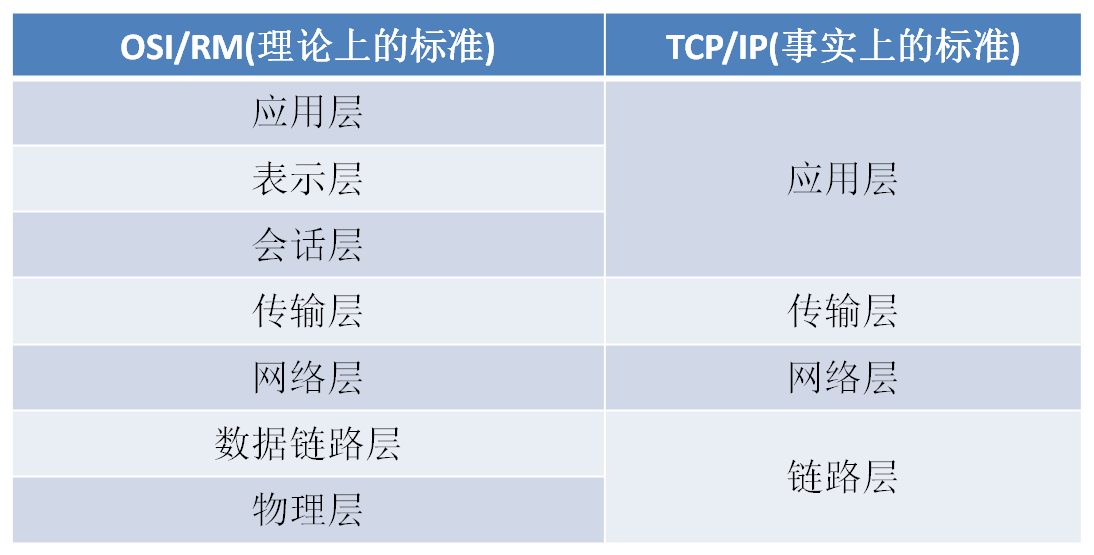 OSI/RM(理论上的标准) TCP/IP(事实上的标准)
应用层 应用层
表示层
会话层
传输层 传输层
网络层 网络层
数据链路层 链路层
物理层